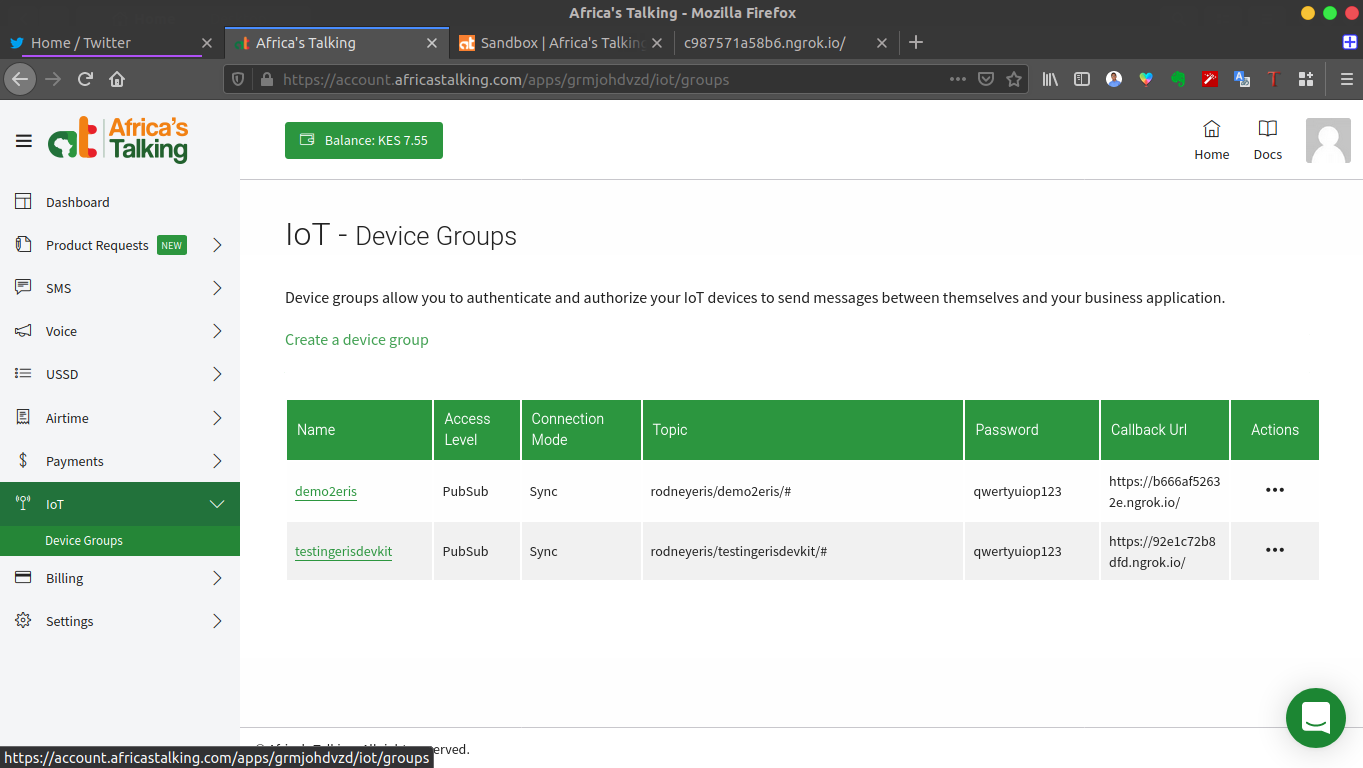 Africa's Talking - Mozilla Firefox
Home / Twitter
Africa's Talking
Sandbox | Africa's Talking
c987571a58b6.ngrok.io/
https://account.africastalking.com/apps/grmjohdvzd/iot/groups
Africa's
Talking
Balance: KES 7.55
Home
Docs
Dashboard
Product Requests NEW
SMS
Voice
USSD
Airtime
Payments
IoT
Device Groups
Billing
Settings
IoT - Device Groups
Device groups allow you to authenticate and authorize your IoT devices to send messages between themselves and your business application.
Create a device group
Name
Access
Level
Connection
Mode
Topic
Password
Callback Url
Actions
demo2eris
PubSub
Sync
rodneyeris/demo2eris/#
qwertyuiop123
https://b666af5263
2e.ngrok.io/
testingerisdevkit
PubSub
Sync
rodneyeris/testingerisdevkit/#
qwertyuiop123
https://92e1c72b8
dfd.ngrok.io/
https://account.africastalking.com/apps/grmjohdvzd/iot/groups